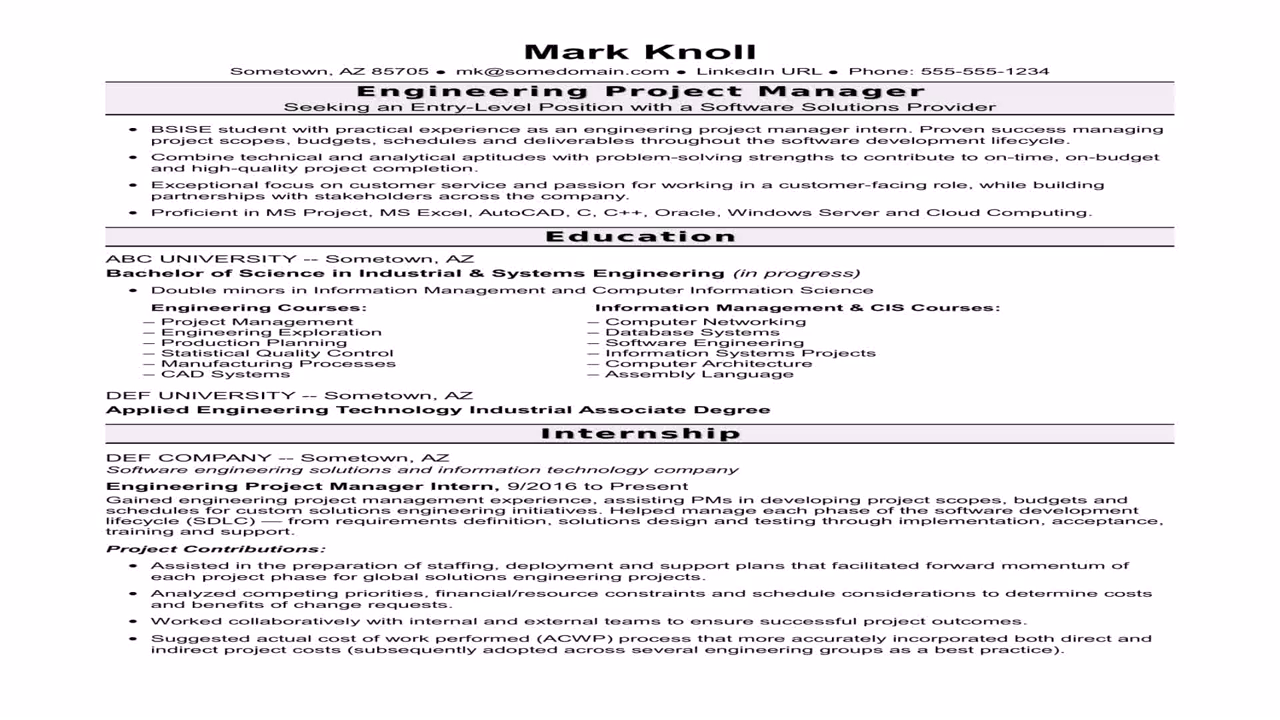 Mark Knoll
Sometown, AZ 85705 ● mk@somedomain.com ● LinkedIn URL ● Phone: 555-555-1234
Engineering Project Manager
Seeking an Entry-Level Position with a Software Solutions Provider
• BSISE student with practical experience as an engineering project manager intern. Proven success managing
project scopes, budgets, schedules and deliverables throughout the software development lifecycle.
• Combine technical and analytical aptitudes with problem-solving strengths to contribute to on-time, on-budget
and high-quality project completion.
• Exceptional focus on customer service and passion for working in a customer-facing role, while building
partnerships with stakeholders across the company.
• Proficient in MS Project, MS Excel, AutoCAD, C, C++, Oracle, Windows Server and Cloud Computing.
Education
ABC UNIVERSITY -- Sometown, AZ
Bachelor of Science in Industrial & Systems Engineering (in progress)
• Double minors in Information Management and Computer Information Science
Engineering Courses:
– Project Management
– Engineering Exploration
– Production Planning
– Statistical Quality Control
– Manufacturing Processes
– CAD Systems
Information Management & CIS Courses:
– Computer Networking
– Database Systems
– Software Engineering
– Information Systems Projects
– Computer Architecture
– Assembly Language
DEF UNIVERSITY -- Sometown, AZ
Applied Engineering Technology Industrial Associate Degree
Internship
DEF COMPANY -- Sometown, AZ
Software engineering solutions and information technology company
Engineering Project Manager Intern, 9/2016 to Present
Gained engineering project management experience, assisting PMs in developing project scopes, budgets and
schedules for custom solutions engineering initiatives. Helped manage each phase of the software development
lifecycle (SDLC) — from requirements definition, solutions design and testing through implementation, acceptance,
training and support.
Project Contributions:
• Assisted in the preparation of staffing, deployment and support plans that facilitated forward momentum of
each project phase for global solutions engineering projects.
• Analyzed competing priorities, financial/resource constraints and schedule considerations to determine costs
and benefits of change requests.
• Worked collaboratively with internal and external teams to ensure successful project outcomes.
• Suggested actual cost of work performed (ACWP) process that more accurately incorporated both direct and
indirect project costs (subsequently adopted across several engineering groups as a best practice).